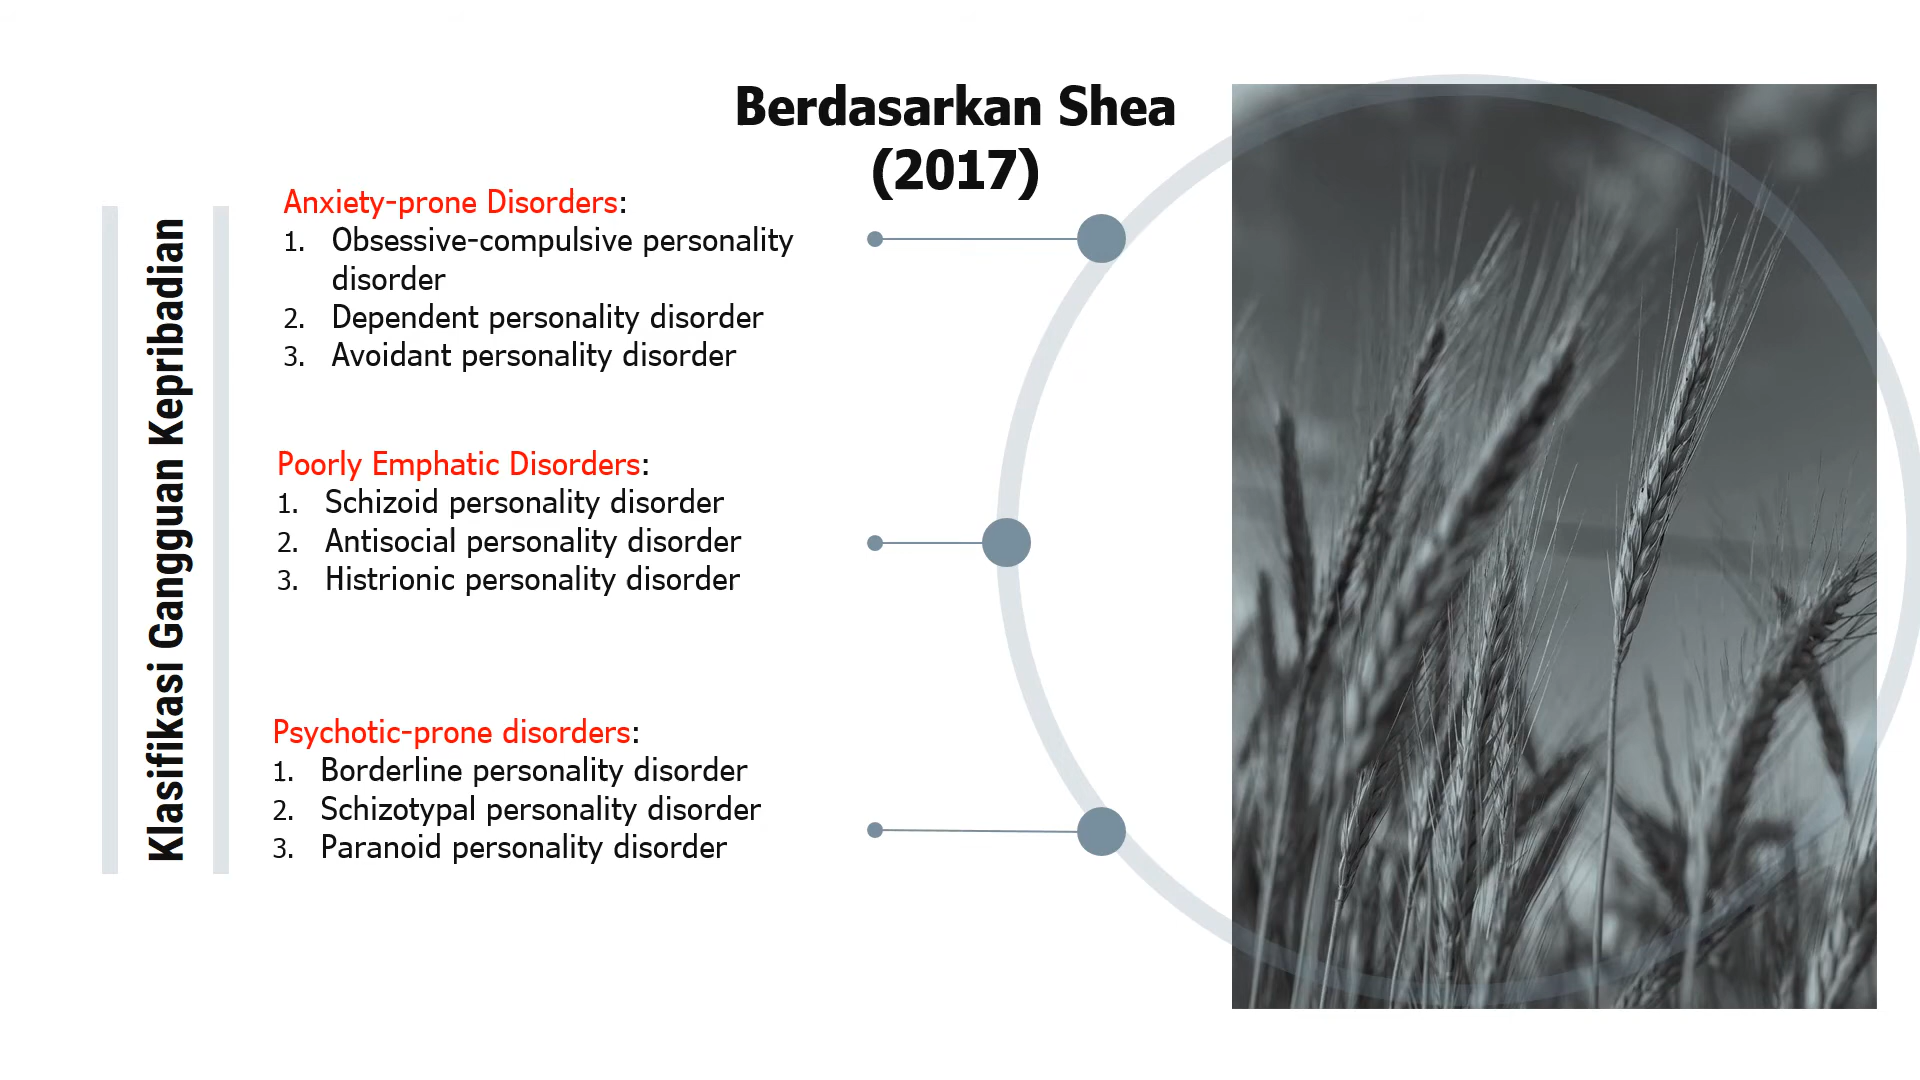 Berdasarkan Shea
(2017)
Klasifikasi Gangguan Kepribadian
Anxiety-prone Disorders:
1. Obsessive-compulsive personality
disorder
2. Dependent personality disorder
3. Avoidant personality disorder
Poorly Emphatic Disorders:
1. Schizoid personality disorder
2. Antisocial personality disorder
3. Histrionic personality disorder
Psychotic-prone disorders:
1. Borderline personality disorder
2. Schizotypal personality disorder
3. Paranoid personality disorder